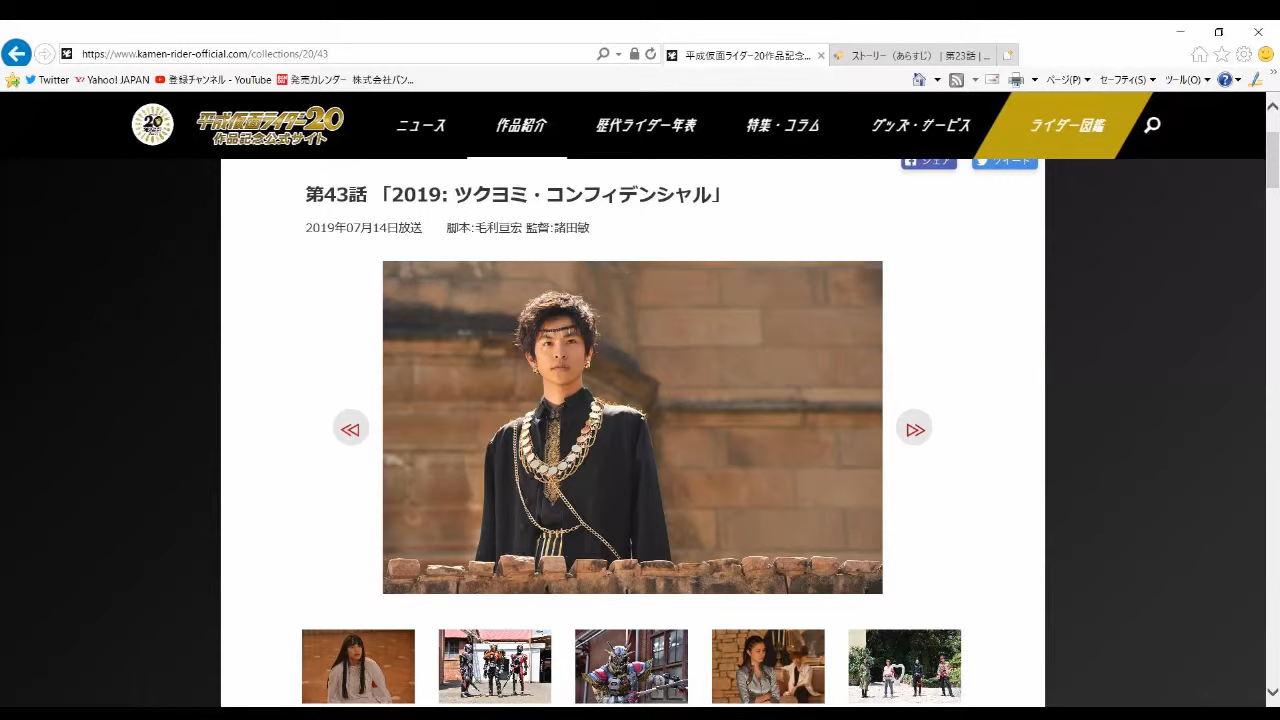 https://www.kamen-rider-official.com/collections/20/43
平成仮面ライダー20作品記念...
ストーリー（あらすじ） | 第23話 | ...
Twitter
Yahoo! JAPAN
登録チャンネル - YouTube
発売カレンダー 株式会社バン...
ページ(P)
セーフティ(S)
ツール(O)
平成仮面ライダー20
作品記念公式サイト
ニュース
作品紹介
歴代ライダー年表
特集・コラム
グッズ・サービス
ライダー図鑑
シェア
ツイート
第43話 「2019: ツクヨミ・コンフィデンシャル」
2019年07月14日放送 脚本:毛利亘宏 監督:諸田敏